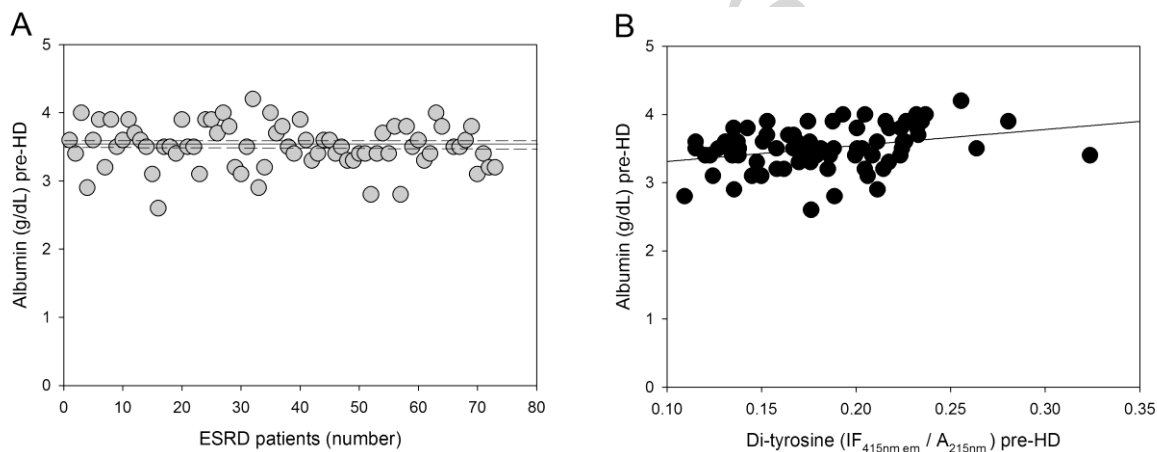 A
Albumin (g/dL) pre-HD
5
4
3
2
1
0
0 10 20 30 40 50 60 70 80
ESRD patients (number)
B
Albumin (g/dL) pre-HD
5
4
3
2
1
0
0.10 0.15 0.20 0.25 0.30 0.35
Di-tyrosine (IF415nm em / A215nm) pre-HD